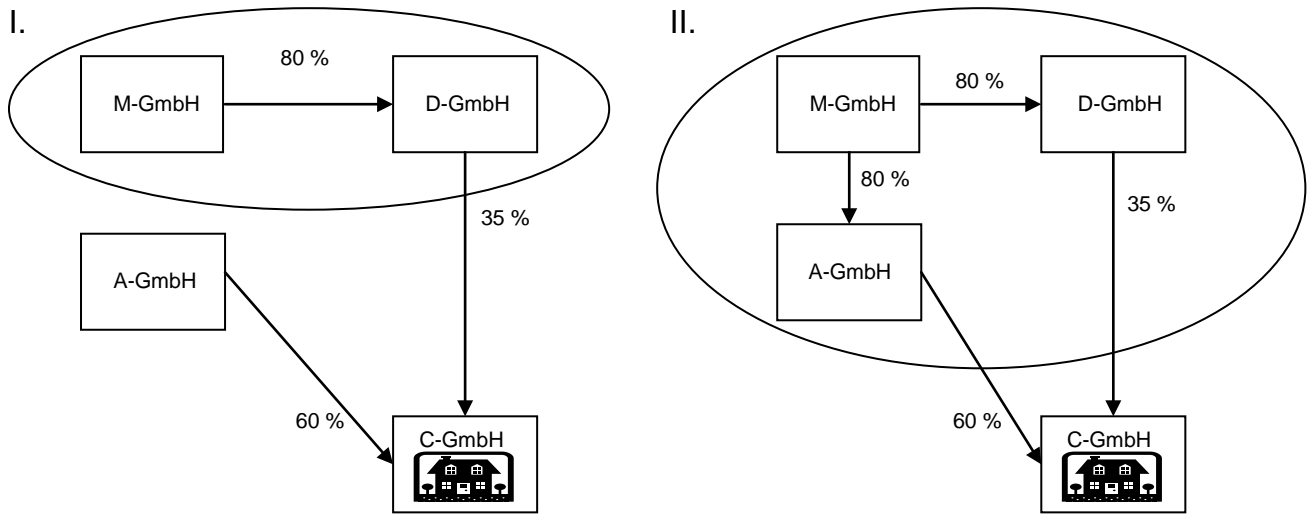 I.
80 %
M-GmbH
D-GmbH
35 %
A-GmbH
60 %
C-GmbH
II.
M-GmbH
80 %
D-GmbH
80 %
35 %
A-GmbH
60 %
C-GmbH